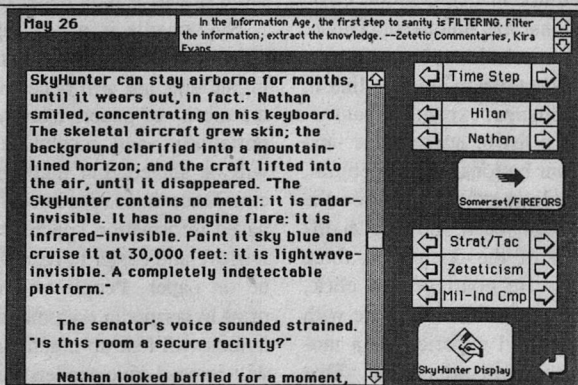 May 26
In the Information Age, the first step to sanity is FILTERING. Filter
the information; extract the knowledge. --Zetetic Commentaries, Kira
Evans
SkyHunter can stay airborne for months,
until it wears out, in fact." Nathan
smiled, concentrating on his keyboard.
The skeletal aircraft grew skin; the
background clarified into a mountain-
lined horizon; and the craft lifted into
the air, until it disappeared. "The
SkyHunter contains no metal: it is radar-
invisible. It has no engine flare: it is
infrared-invisible. Paint it sky blue and
cruise it at 30,000 feet: it is lightwave-
invisible. A completely indetectable
platform."
The senator's voice sounded strained.
"Is this room a secure facility?"
Nathan looked baffled for a moment,
Time Step
Hilan
Nathan
Somerset/FIREFORS
Strat/Tac
Zeteticism
Mil-Ind Cmp
SkyHunter Display